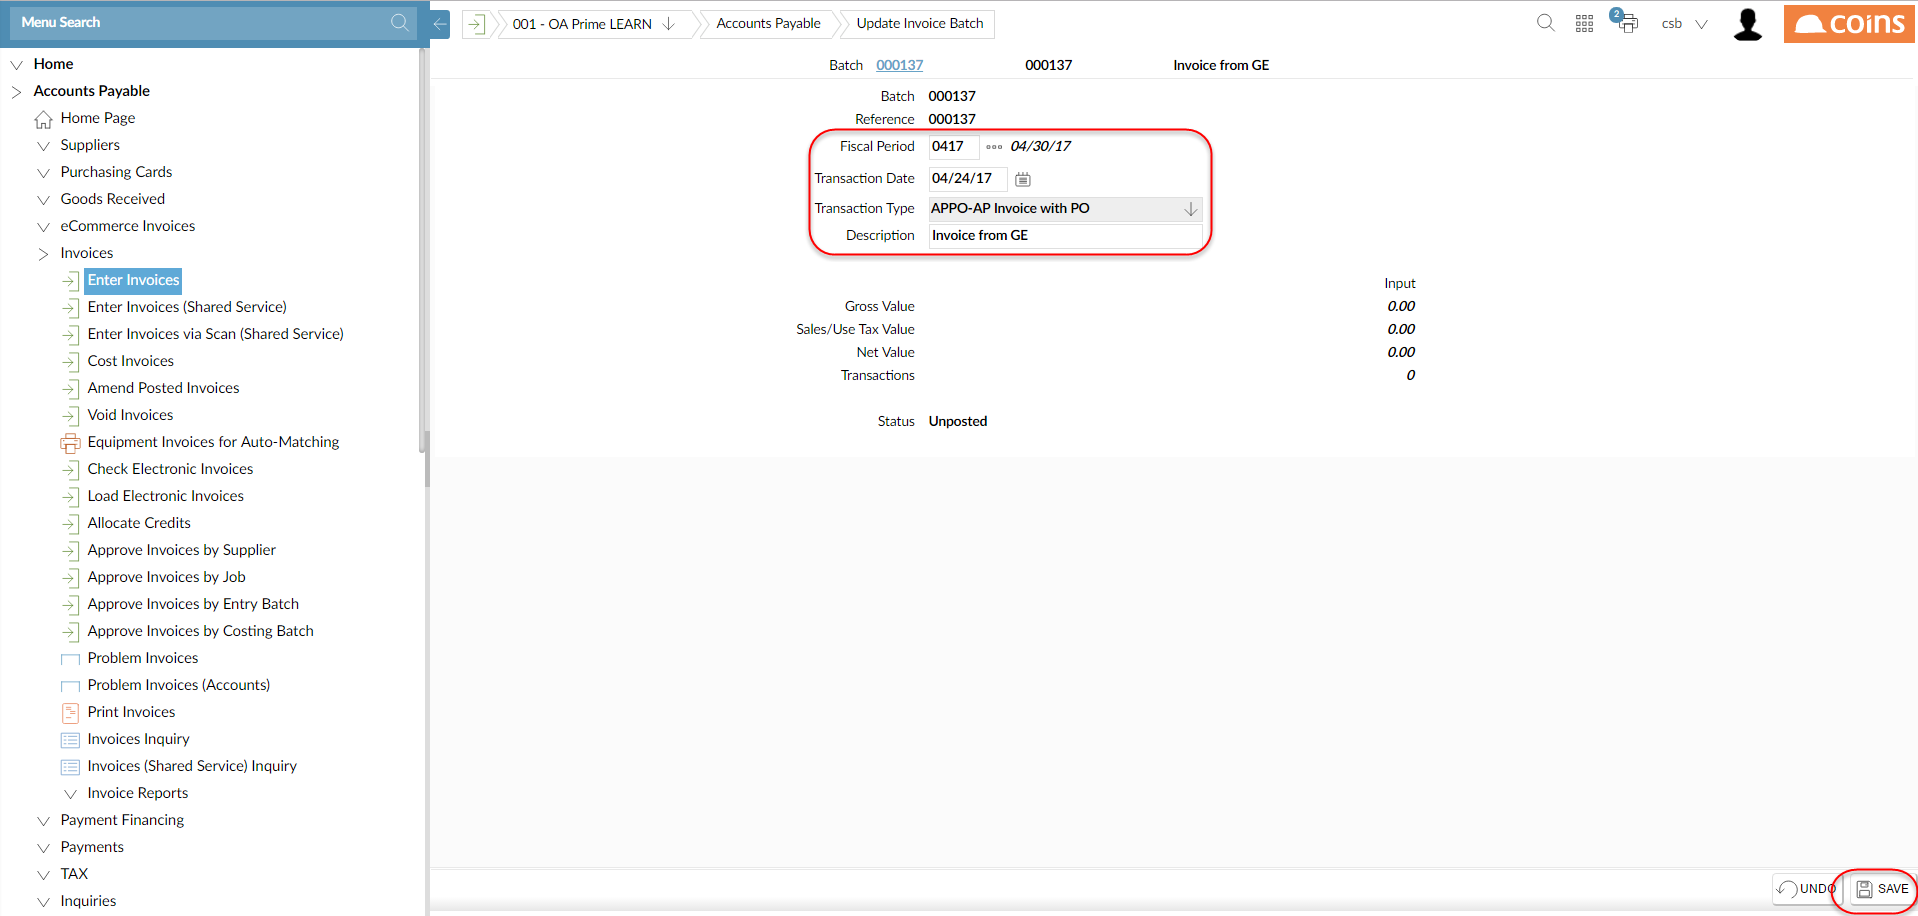 Menu Search
001 - OA Prime LEARN
Accounts Payable
Update Invoice Batch
2
csb
coins
Home
Accounts Payable
Home Page
Suppliers
Purchasing Cards
Goods Received
eCommerce Invoices
Invoices
Enter Invoices
Enter Invoices (Shared Service)
Enter Invoices via Scan (Shared Service)
Cost Invoices
Amend Posted Invoices
Void Invoices
Equipment Invoices for Auto-Matching
Check Electronic Invoices
Load Electronic Invoices
Allocate Credits
Approve Invoices by Supplier
Approve Invoices by Job
Approve Invoices by Entry Batch
Approve Invoices by Costing Batch
Problem Invoices
Problem Invoices (Accounts)
Print Invoices
Invoices Inquiry
Invoices (Shared Service) Inquiry
Invoice Reports
Payment Financing
Payments
TAX
Inquiries
Batch 000137 000137 Invoice from GE
Batch 000137
Reference 000137
Fiscal Period 0417 04/30/17
Transaction Date 04/24/17
Transaction Type APPO-AP Invoice with PO
Description Invoice from GE
Input
Gross Value 0.00
Sales/Use Tax Value 0.00
Net Value 0.00
Transactions 0
Status Unposted
UNDO SAVE